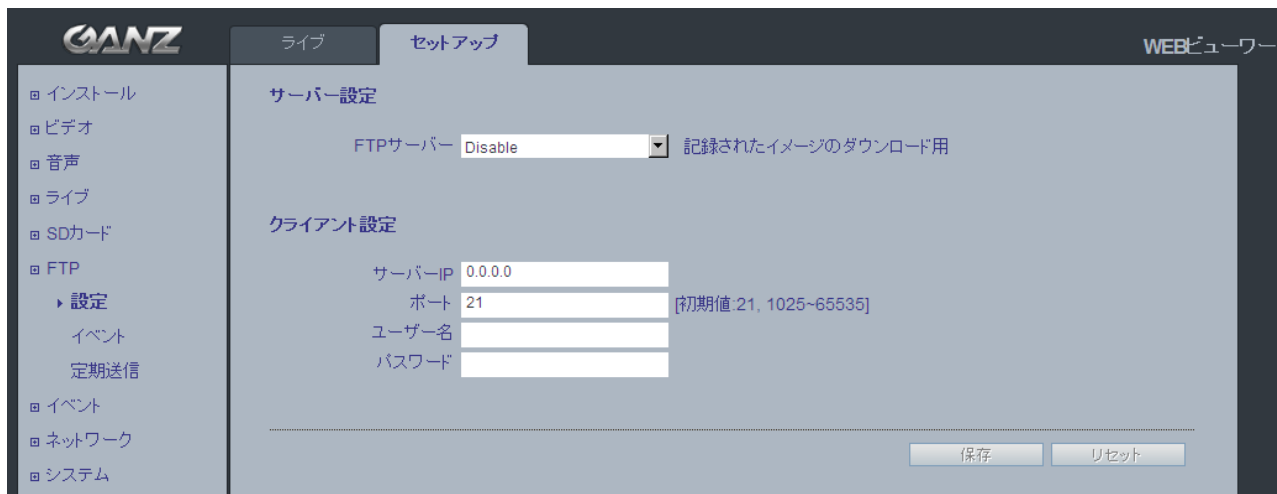 GANZ
ライブ
セットアップ
WEBビューワー
インストール
ビデオ
音声
ライブ
SDカード
FTP
設定
イベント
定期送信
イベント
ネットワーク
システム
サーバー設定
FTPサーバー Disable 記録されたイメージのダウンロード用
クライアント設定
サーバーIP 0.0.0.0
ポート 21 [初期値:21, 1025~65535]
ユーザー名
パスワード
保存
リセット